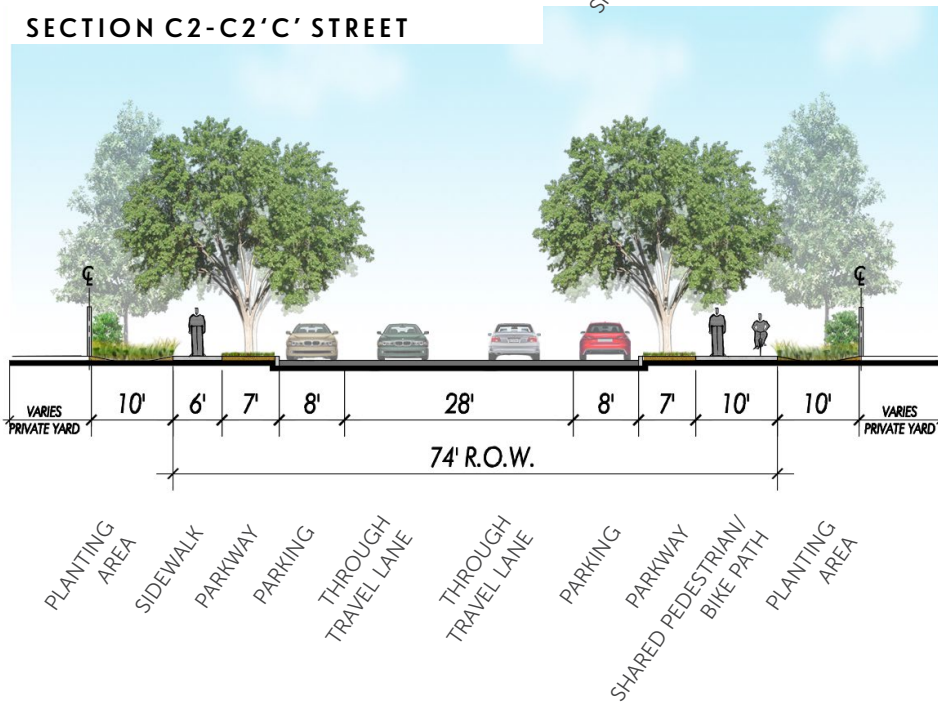 SECTION C2-C2'C' STREET
℄
℄
VARIES
PRIVATE YARD
10'
6'
7'
8'
28'
8'
7'
10'
10'
VARIES
PRIVATE YARD
74' R.O.W.
PLANTING
AREA
SIDEWALK
PARKWAY
PARKING
THROUGH
TRAVEL LANE
THROUGH
TRAVEL LANE
PARKING
PARKWAY
SHARED PEDESTRIAN/
BIKE PATH
PLANTING
AREA